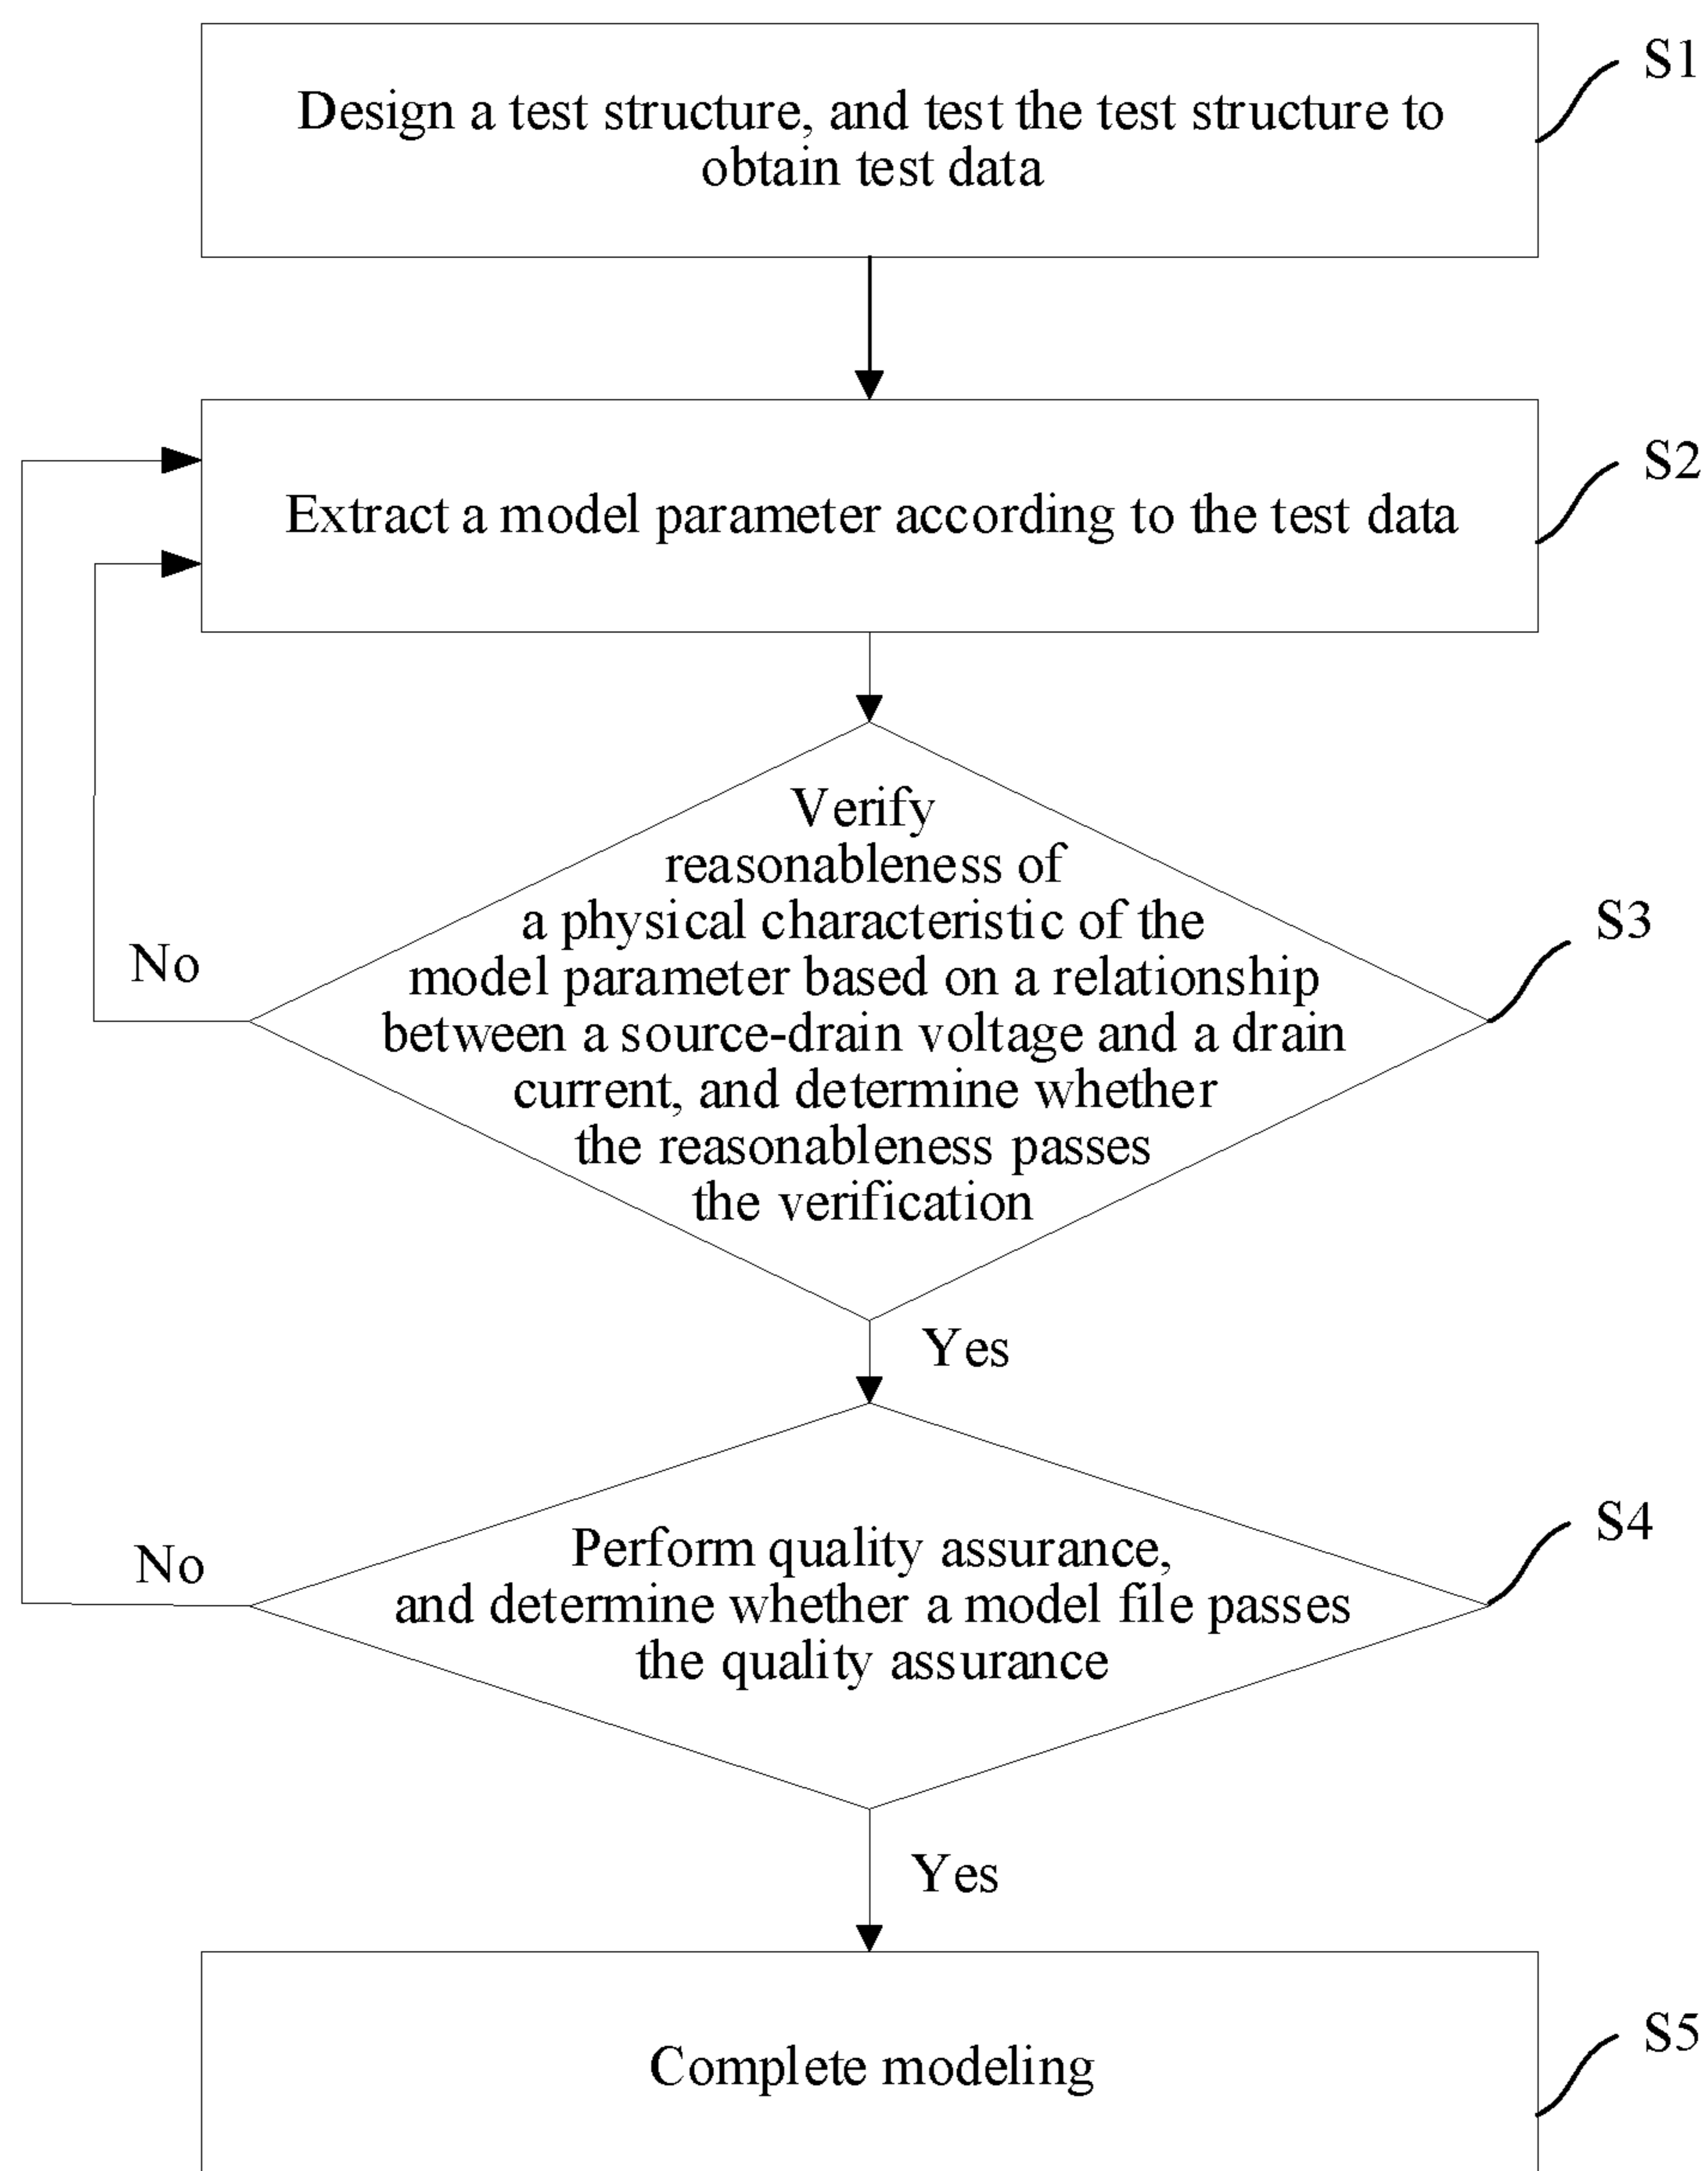 S1
Design a test structure, and test the test structure to
obtain test data
S2
Extract a model parameter according to the test data
Verify
reasonableness of
a physical characteristic of the
model parameter based on a relationship
between a source-drain voltage and a drain
current, and determine whether
the reasonableness passes
the verification
S3
No
Yes
Perform quality assurance,
and determine whether a model file passes
the quality assurance
S4
No
Yes
Complete modeling
S5